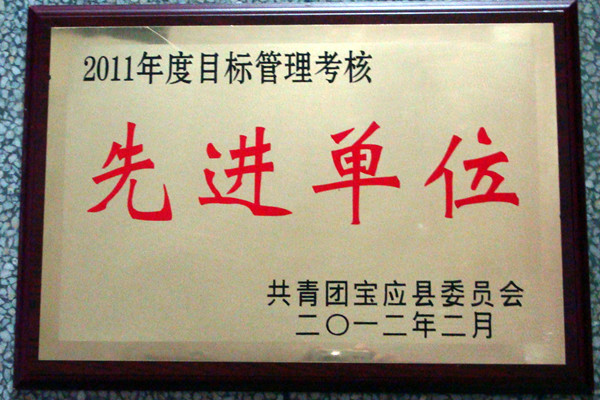 2011年度目标管理考核
先进单位
共青团宝应县委员会
二〇一二年二月